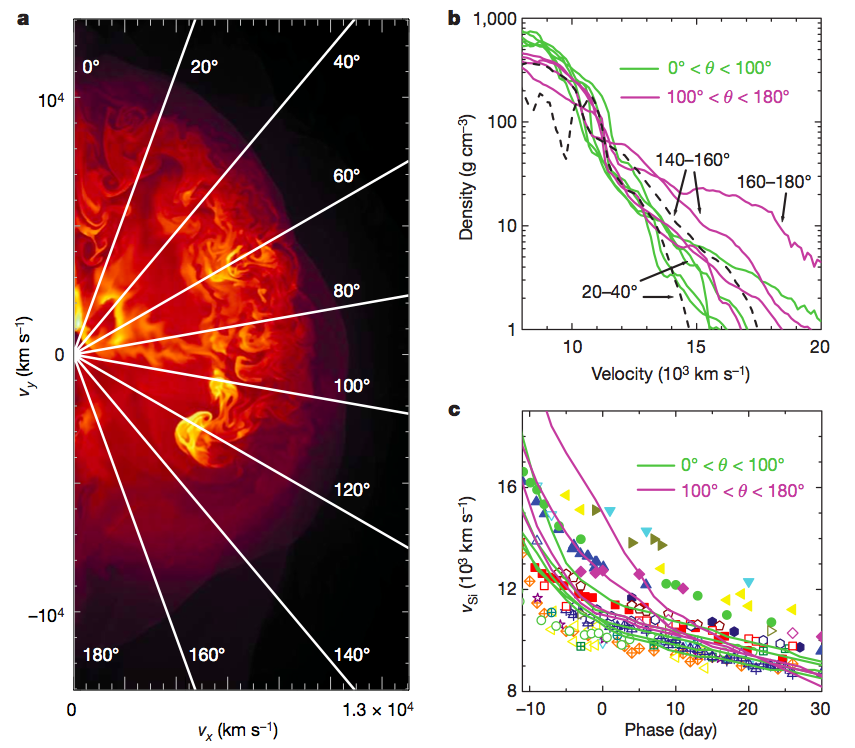 a
0°
20°
40°
60°
80°
100°
120°
140°
160°
180°
10⁴
0
−10⁴
v_y (km s⁻¹)
0
1.3 × 10⁴
v_x (km s⁻¹)
b
1,000
100
10
1
Density (g cm⁻³)
0° < θ < 100°
100° < θ < 180°
140–160°
160–180°
20–40°
10
15
20
Velocity (10³ km s⁻¹)
c
16
12
8
v_Si (10³ km s⁻¹)
0° < θ < 100°
100° < θ < 180°
−10
0
10
20
30
Phase (day)